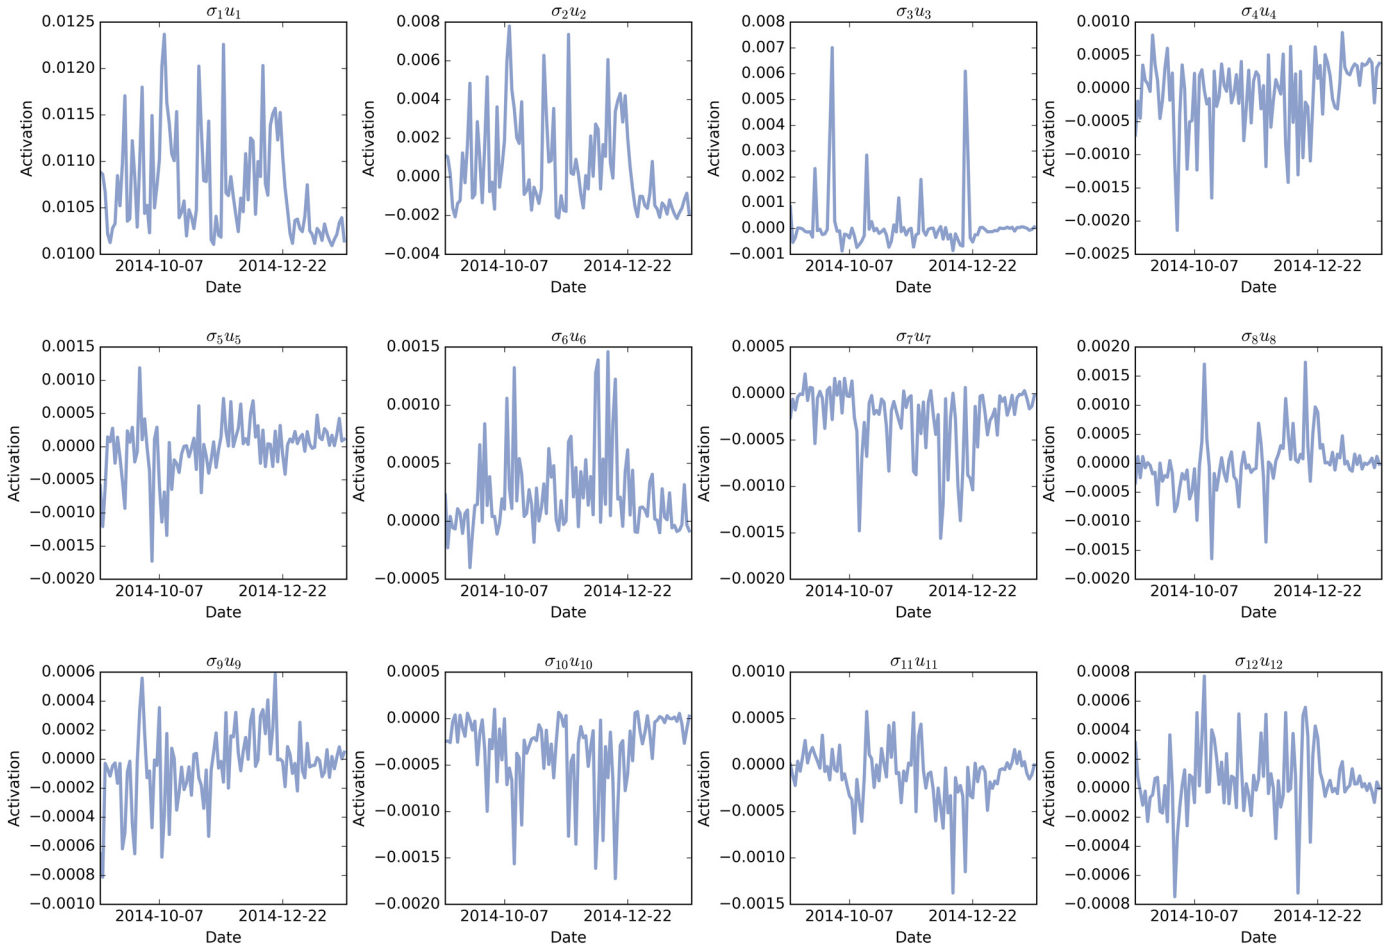 σ₁u₁
0.0125
0.0120
0.0115
0.0110
0.0105
0.0100
Activation
2014-10-07 2014-12-22
Date
σ₂u₂
0.008
0.006
0.004
0.002
0.000
−0.002
−0.004
Activation
2014-10-07 2014-12-22
Date
σ₃u₃
0.008
0.007
0.006
0.005
0.004
0.003
0.002
0.001
0.000
−0.001
Activation
2014-10-07 2014-12-22
Date
σ₄u₄
0.0010
0.0005
0.0000
−0.0005
−0.0010
−0.0015
−0.0020
−0.0025
Activation
2014-10-07 2014-12-22
Date
σ₅u₅
0.0015
0.0010
0.0005
0.0000
−0.0005
−0.0010
−0.0015
−0.0020
Activation
2014-10-07 2014-12-22
Date
σ₆u₆
0.0015
0.0010
0.0005
0.0000
−0.0005
Activation
2014-10-07 2014-12-22
Date
σ₇u₇
0.0005
0.0000
−0.0005
−0.0010
−0.0015
−0.0020
Activation
2014-10-07 2014-12-22
Date
σ₈u₈
0.0020
0.0015
0.0010
0.0005
0.0000
−0.0005
−0.0010
−0.0015
−0.0020
Activation
2014-10-07 2014-12-22
Date
σ₉u₉
0.0006
0.0004
0.0002
0.0000
−0.0002
−0.0004
−0.0006
−0.0008
−0.0010
Activation
2014-10-07 2014-12-22
Date
σ₁₀u₁₀
0.0005
0.0000
−0.0005
−0.0010
−0.0015
−0.0020
Activation
2014-10-07 2014-12-22
Date
σ₁₁u₁₁
0.0010
0.0005
0.0000
−0.0005
−0.0010
−0.0015
Activation
2014-10-07 2014-12-22
Date
σ₁₂u₁₂
0.0008
0.0006
0.0004
0.0002
0.0000
−0.0002
−0.0004
−0.0006
−0.0008
Activation
2014-10-07 2014-12-22
Date